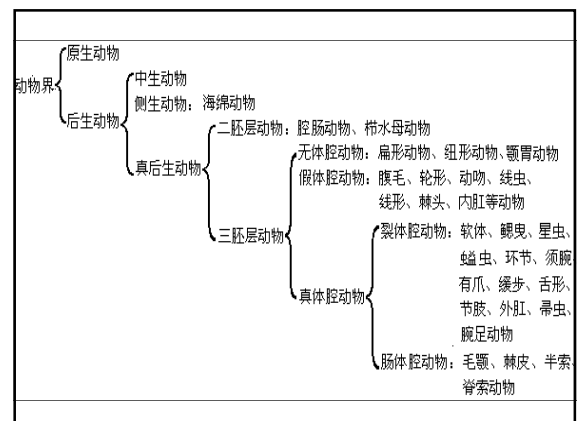 原生动物
动物界
中生动物
侧生动物：海绵动物
后生动物
二胚层动物：腔肠动物、栉水母动物
无体腔动物：扁形动物、纽形动物、颚胃动物
真后生动物
假体腔动物：腹毛、轮形、动吻、线虫、
线形、棘头、内肛等动物
三胚层动物
裂体腔动物：软体、鳃曳、星虫、
螠虫、环节、须腕
有爪、缓步、舌形、
真体腔动物
节肢、外肛、帚虫、
腕足动物
肠体腔动物：毛颚、棘皮、半索、
脊索动物